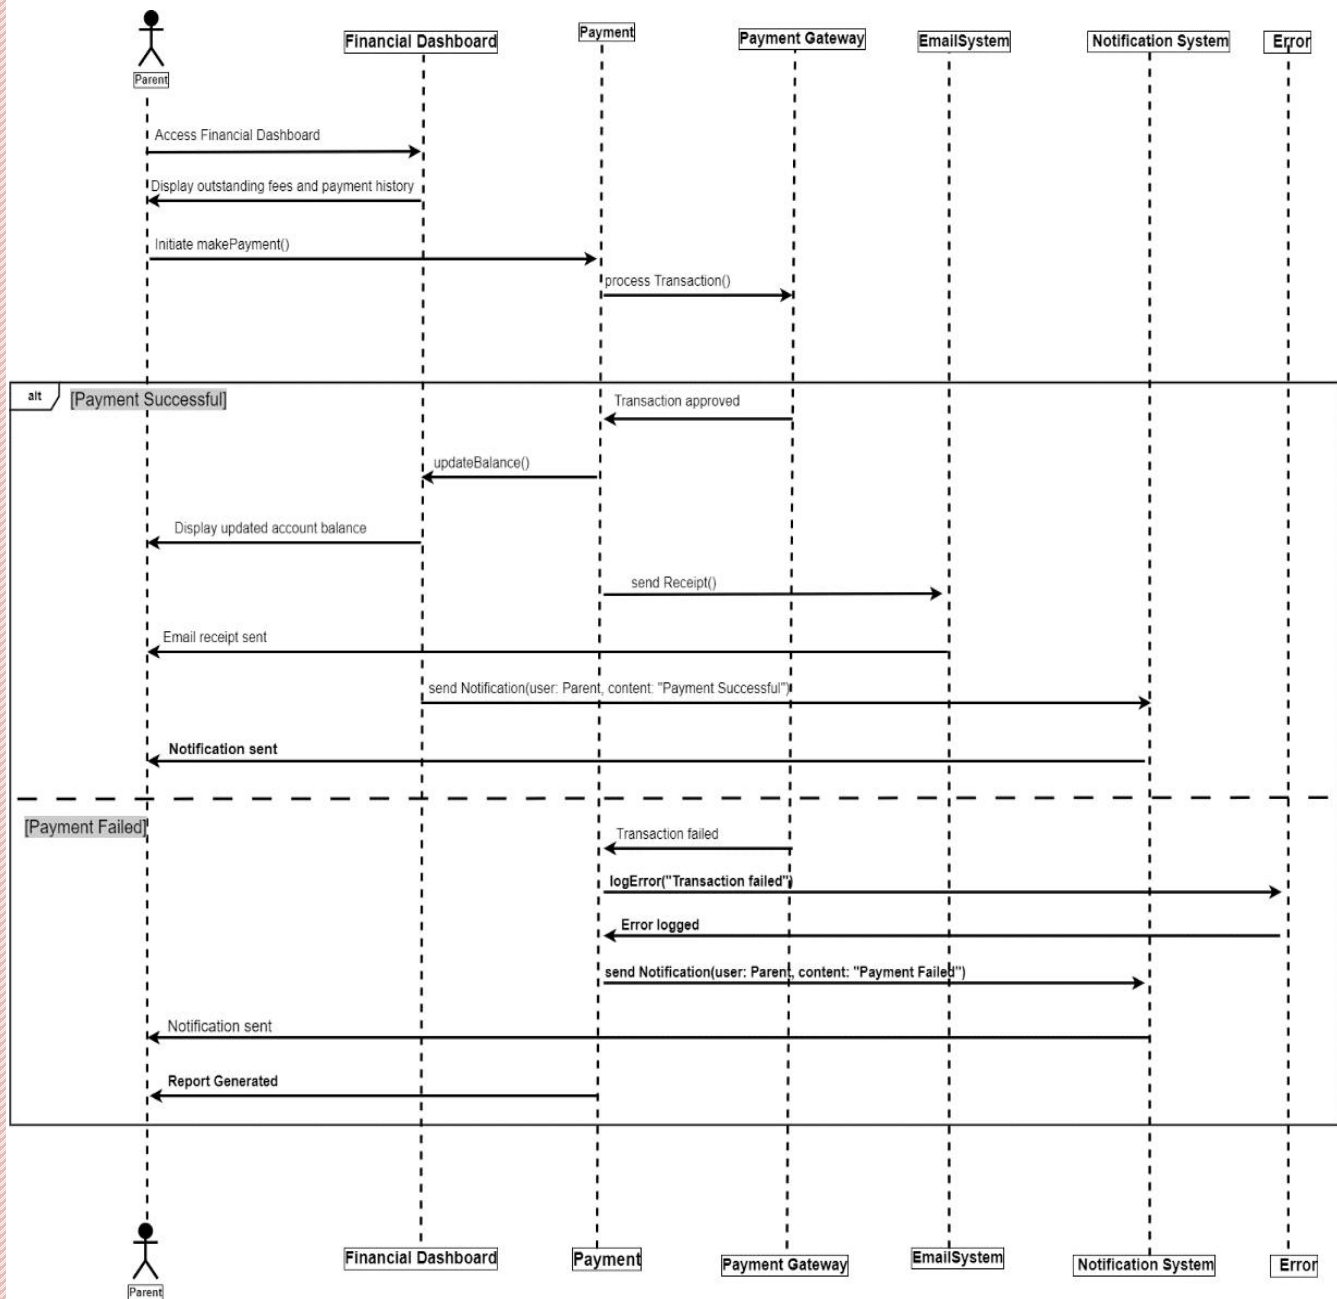 Parent
Financial Dashboard
Payment
Payment Gateway
EmailSystem
Notification System
Error
Access Financial Dashboard
Display outstanding fees and payment history
Initiate makePayment()
process Transaction()
alt
[Payment Successful]
Transaction approved
updateBalance()
Display updated account balance
send Receipt()
Email receipt sent
send Notification(user: Parent, content: "Payment Successful")
Notification sent
[Payment Failed]
Transaction failed
logError("Transaction failed")
Error logged
send Notification(user: Parent, content: "Payment Failed")
Notification sent
Report Generated
Parent
Financial Dashboard
Payment
Payment Gateway
EmailSystem
Notification System
Error